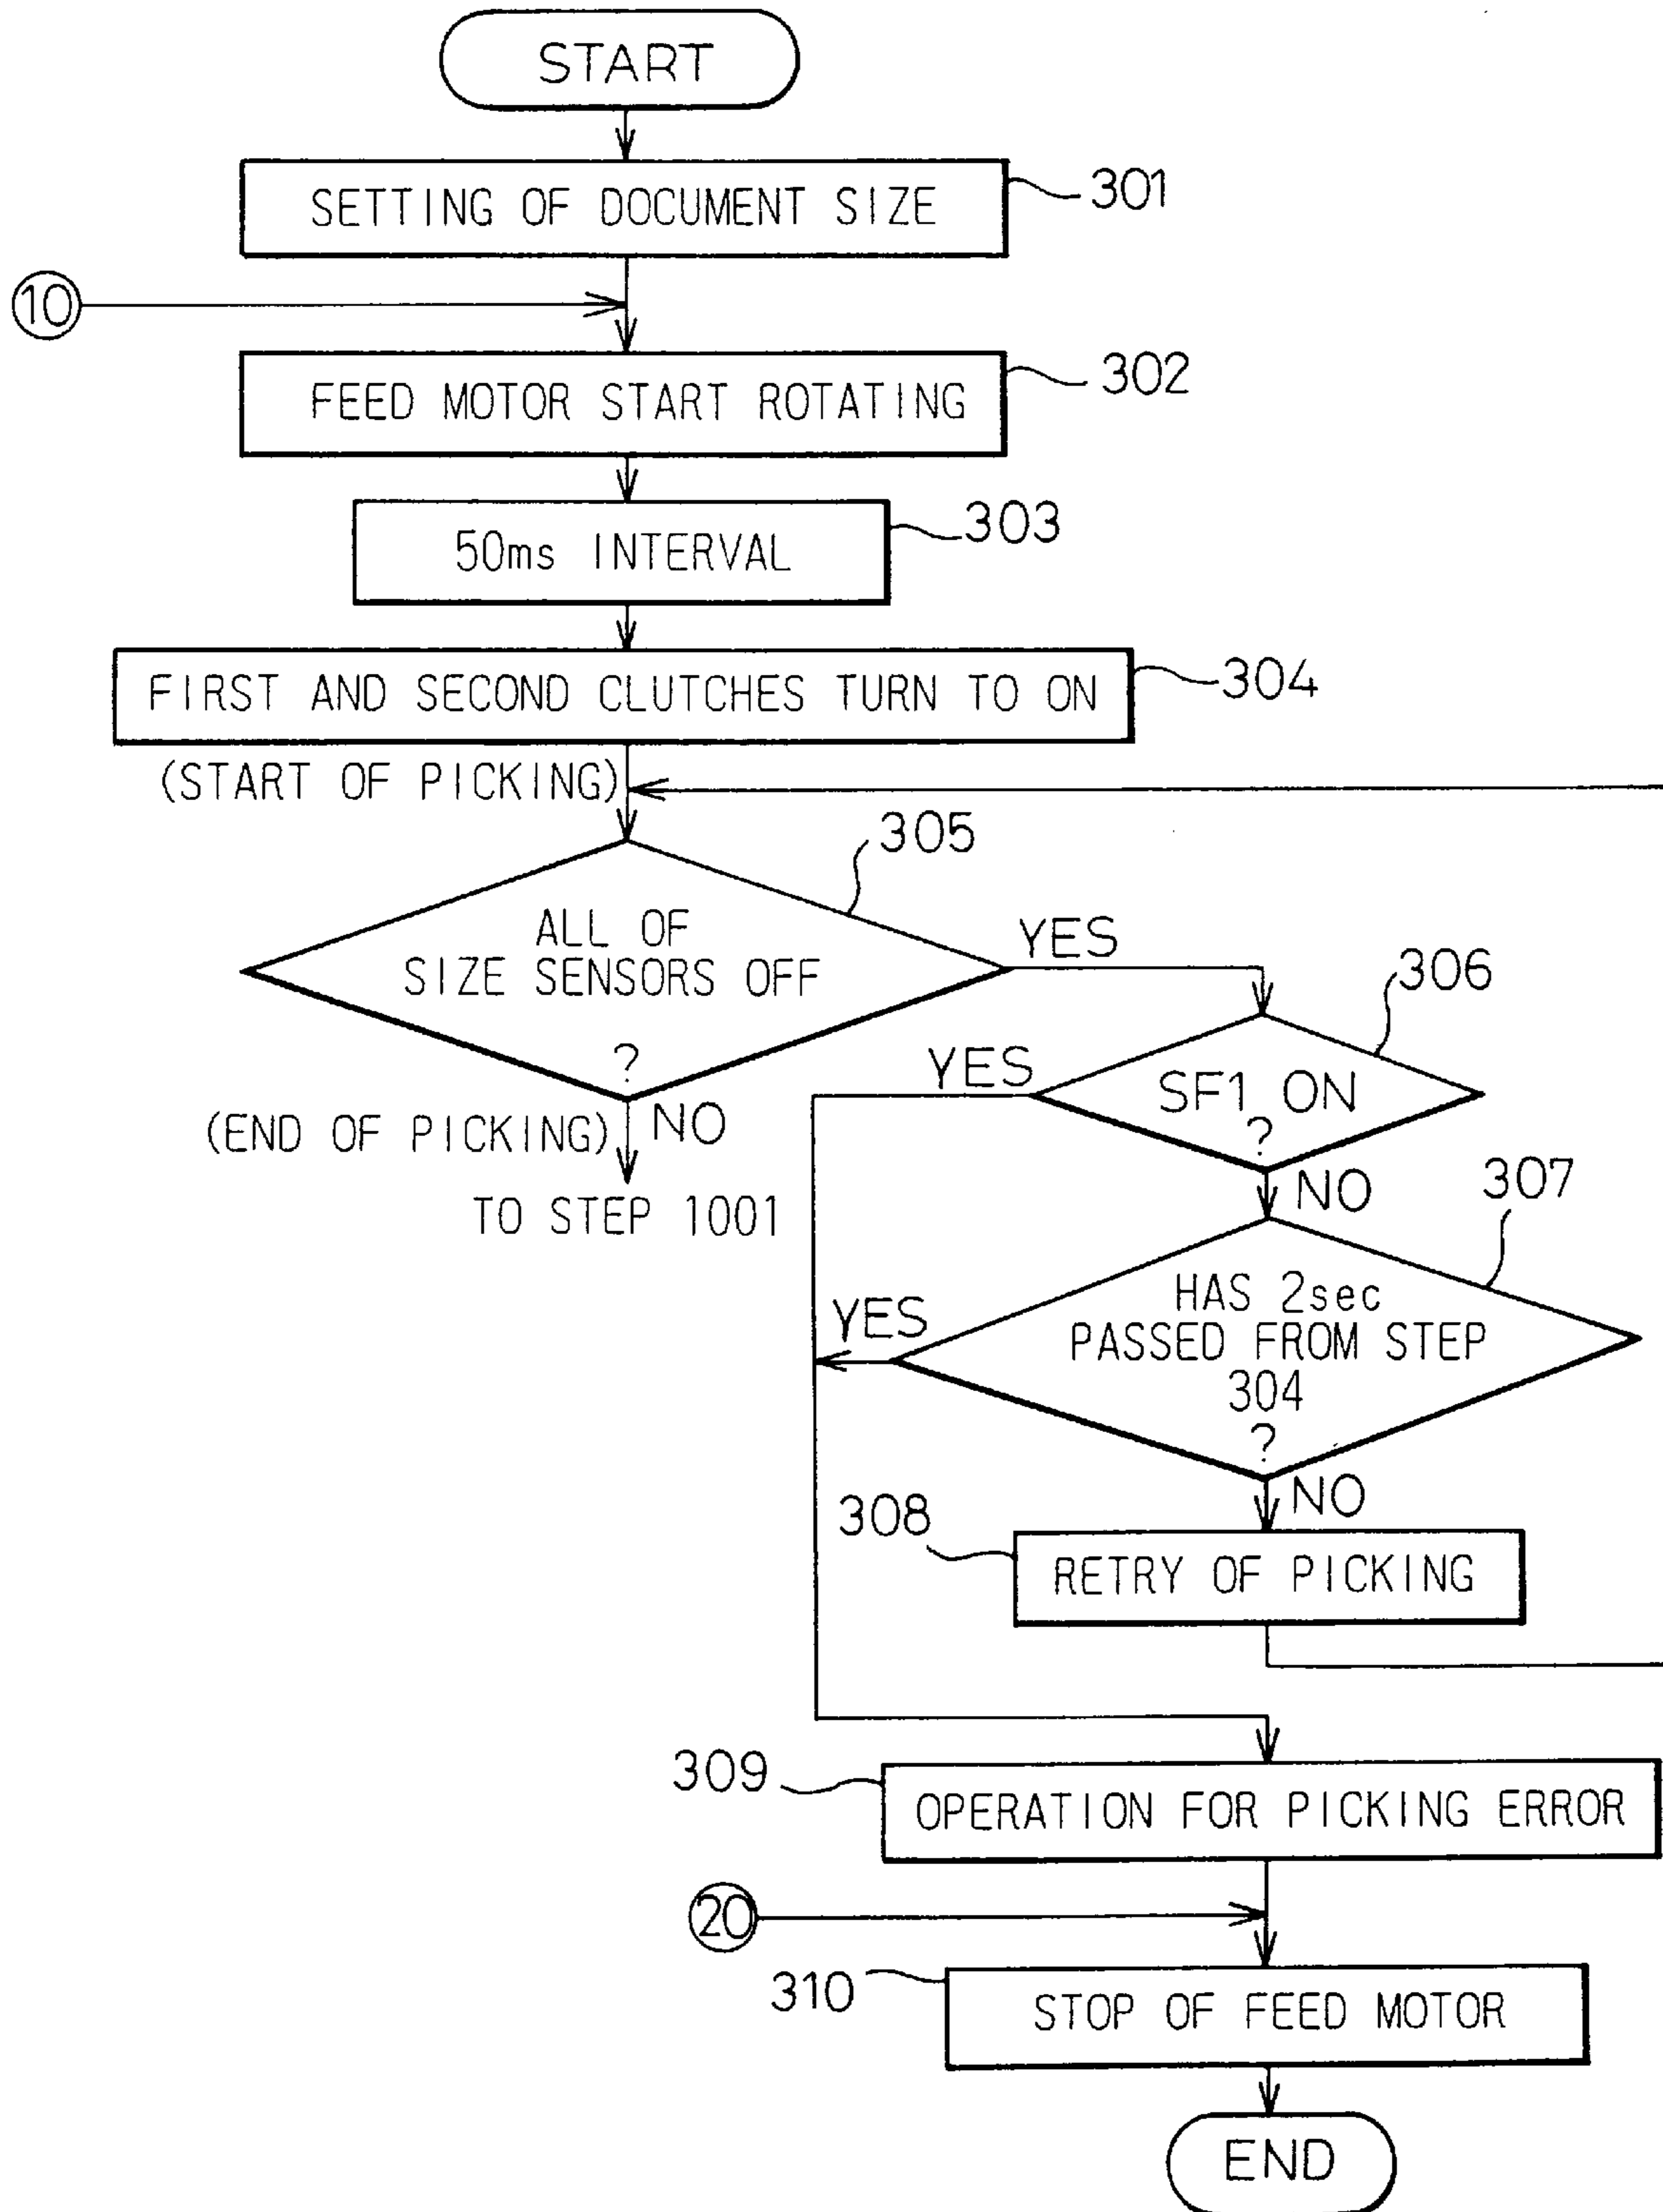 START
SETTING OF DOCUMENT SIZE
301
10
FEED MOTOR START ROTATING
302
50ms INTERVAL
303
FIRST AND SECOND CLUTCHES TURN TO ON
304
(START OF PICKING)
305
ALL OF
SIZE SENSORS OFF
?
YES
306
SF1 ON
?
YES
(END OF PICKING)
NO
TO STEP 1001
NO
307
HAS 2sec
PASSED FROM STEP
304
?
YES
NO
308
RETRY OF PICKING
309
OPERATION FOR PICKING ERROR
20
310
STOP OF FEED MOTOR
END